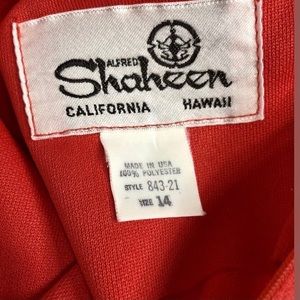 ALFRED
Shaheen
CALIFORNIA HAWAII
MADE IN USA
100% POLYESTER
STYLE 843-21
SIZE 14